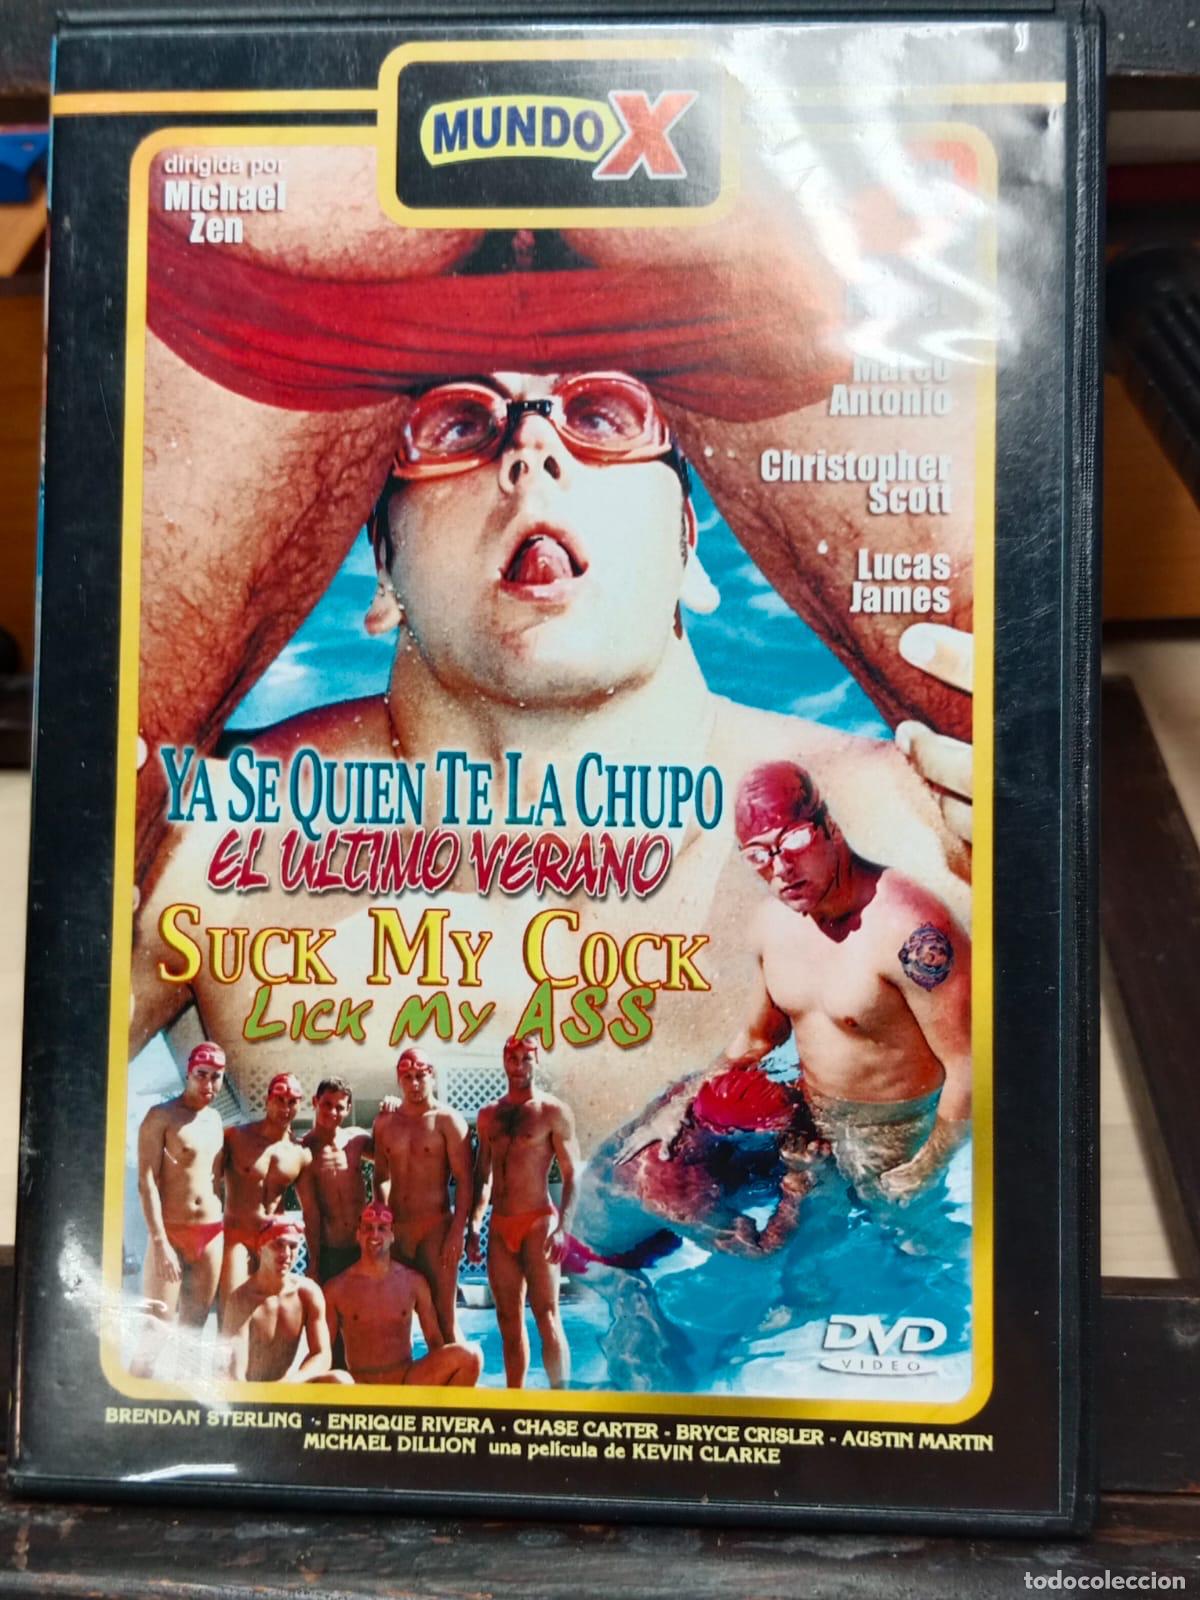 MUNDO X
dirigida por
Michael
Zen
Marco
Antonio
Christopher
Scott
Lucas
James
YA SE QUIEN TE LA CHUPO
EL ULTIMO VERANO
SUCK MY COCK
LICK MY ASS
DVD
VIDEO
BRENDAN STERLING - ENRIQUE RIVERA - CHASE CARTER - BRYCE CRISLER - AUSTIN MARTIN
MICHAEL DILLION una película de KEVIN CLARKE
todocoleccion